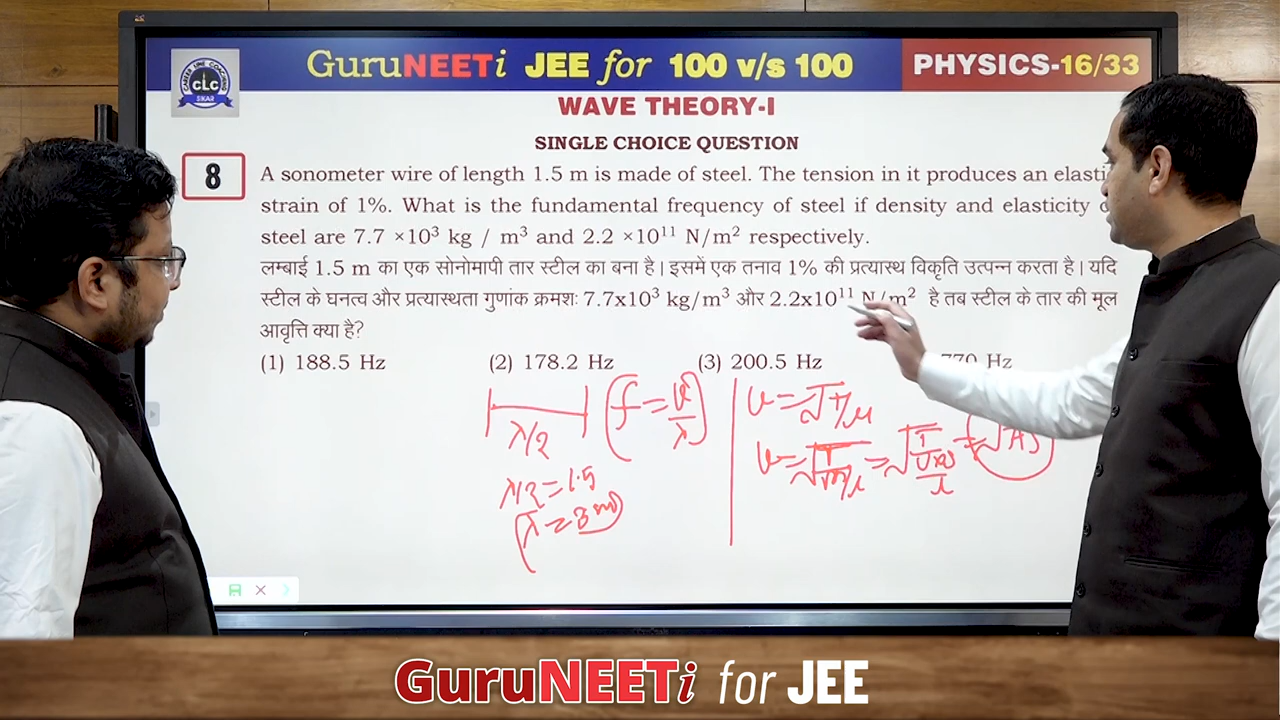 GuruNEETi JEE for 100 v/s 100
PHYSICS-16/33
CLC
SIKAR
WAVE THEORY-I
SINGLE CHOICE QUESTION
8
A sonometer wire of length 1.5 m is made of steel. The tension in it produces an elasti
strain of 1%. What is the fundamental frequency of steel if density and elasticity
steel are 7.7 ×10³ kg / m³ and 2.2 ×10¹¹ N/m² respectively.
लम्बाई 1.5 m का एक सोनोमापी तार स्टील का बना है। इसमें एक तनाव 1% की प्रत्यास्थ विकृति उत्पन्न करता है। यदि
स्टील के घनत्व और प्रत्यास्थता गुणांक क्रमशः 7.7x10³ kg/m³ और 2.2x10¹¹ N/m² है तब स्टील के तार की मूल
आवृत्ति क्या है?
(1) 188.5 Hz (2) 178.2 Hz (3) 200.5 Hz 770 Hz
λ/2 f = v/λ v = √T/μ
λ/2 = 1.5
λ = 3 m
GuruNEETi for JEE